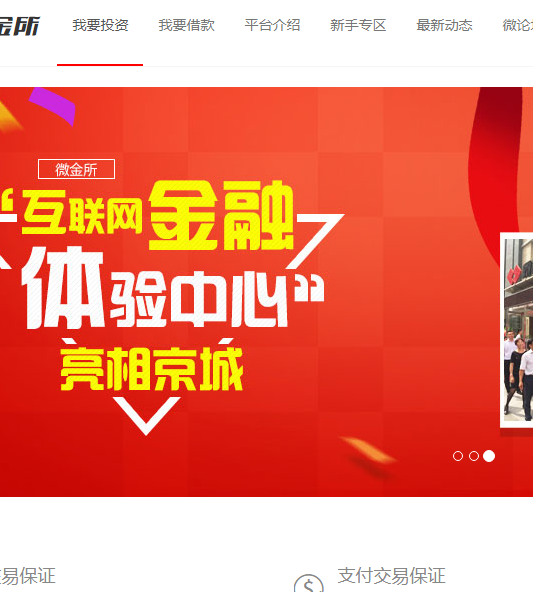 金所 我要投资 我要借款 平台介绍 新手专区 最新动态 微论
微金所
“互联网金融
体验中心”
亮相京城
易保证 支付交易保证